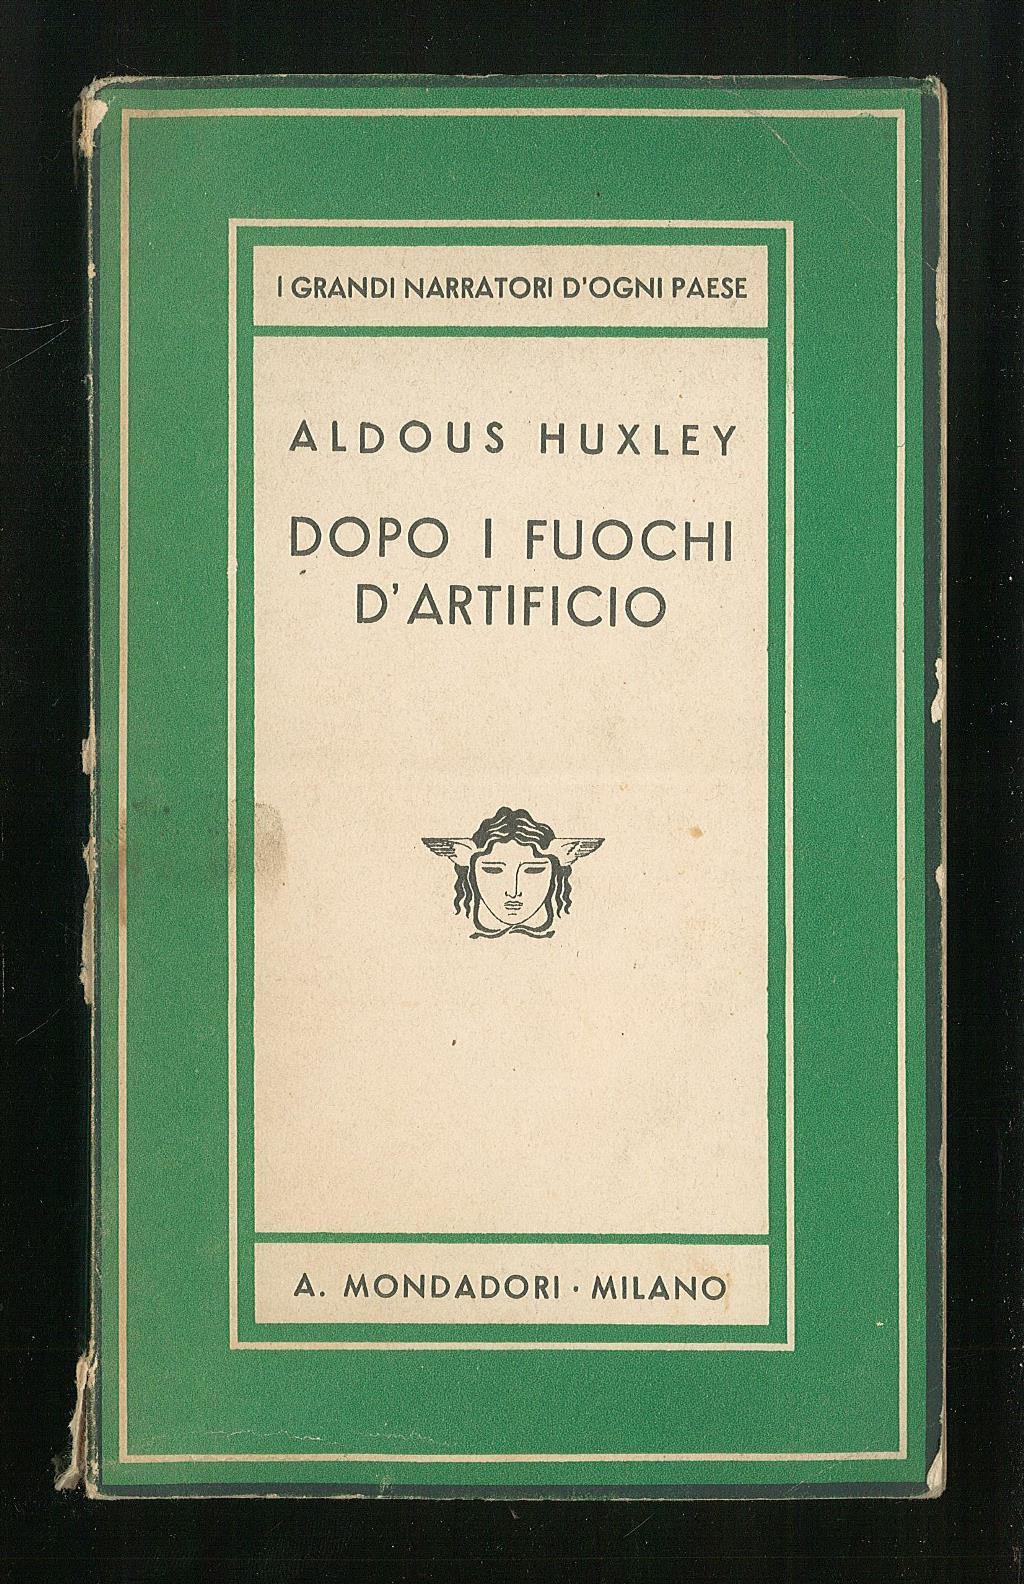 I GRANDI NARRATORI D'OGNI PAESE
ALDOUS HUXLEY
DOPO I FUOCHI
D'ARTIFICIO
A. MONDADORI · MILANO